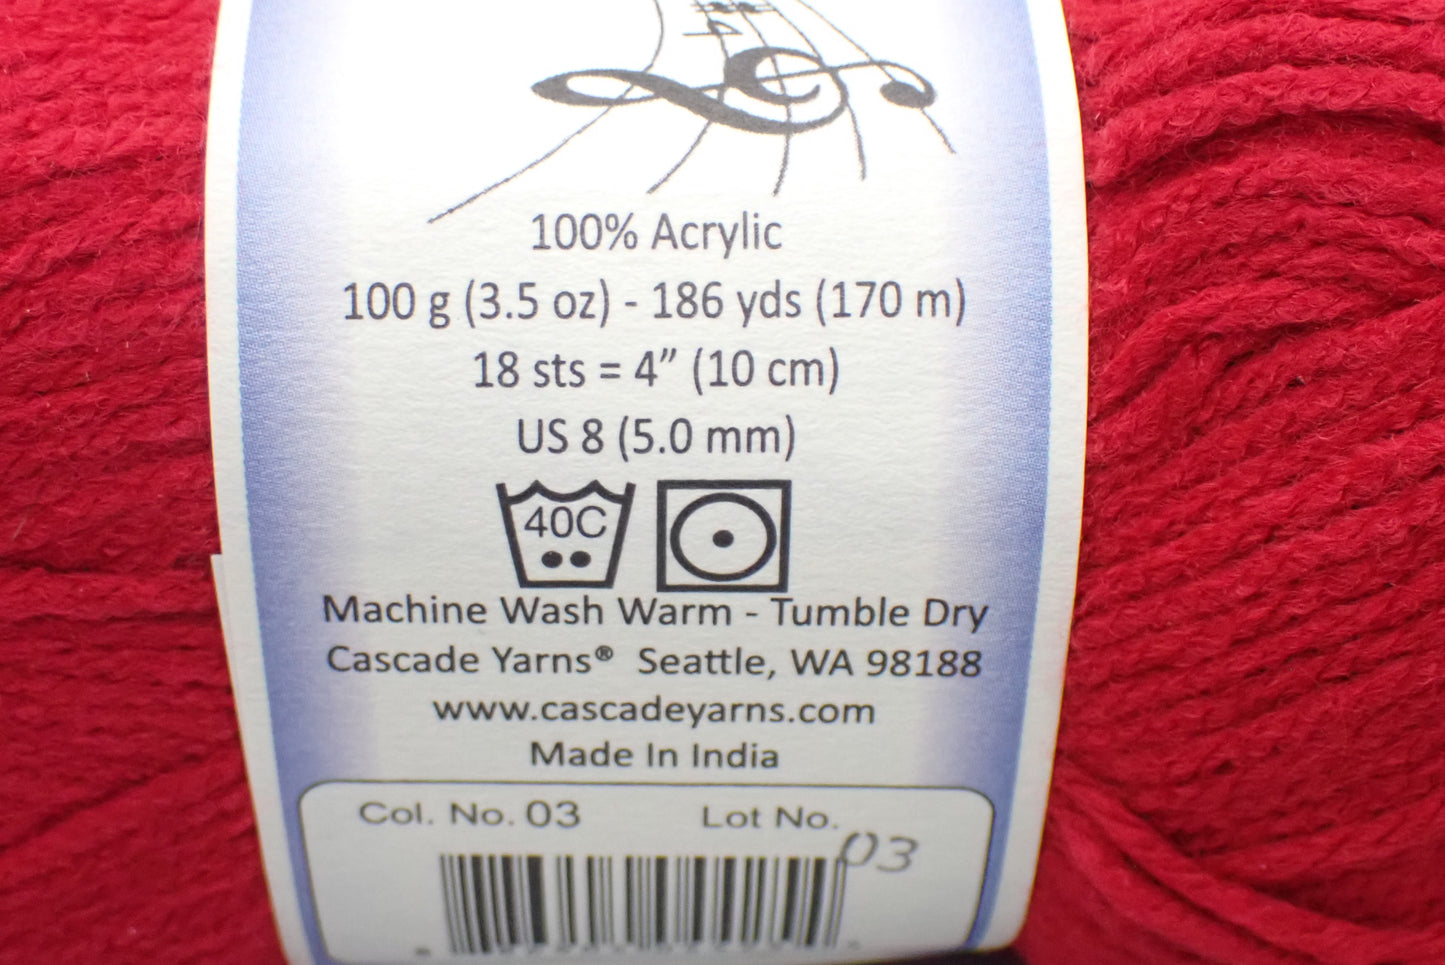 100% Acrylic
100 g (3.5 oz) - 186 yds (170 m)
18 sts = 4” (10 cm)
US 8 (5.0 mm)
40C
Machine Wash Warm - Tumble Dry
Cascade Yarns® Seattle, WA 98188
www.cascadeyarns.com
Made In India
Col. No. 03 Lot No.
03